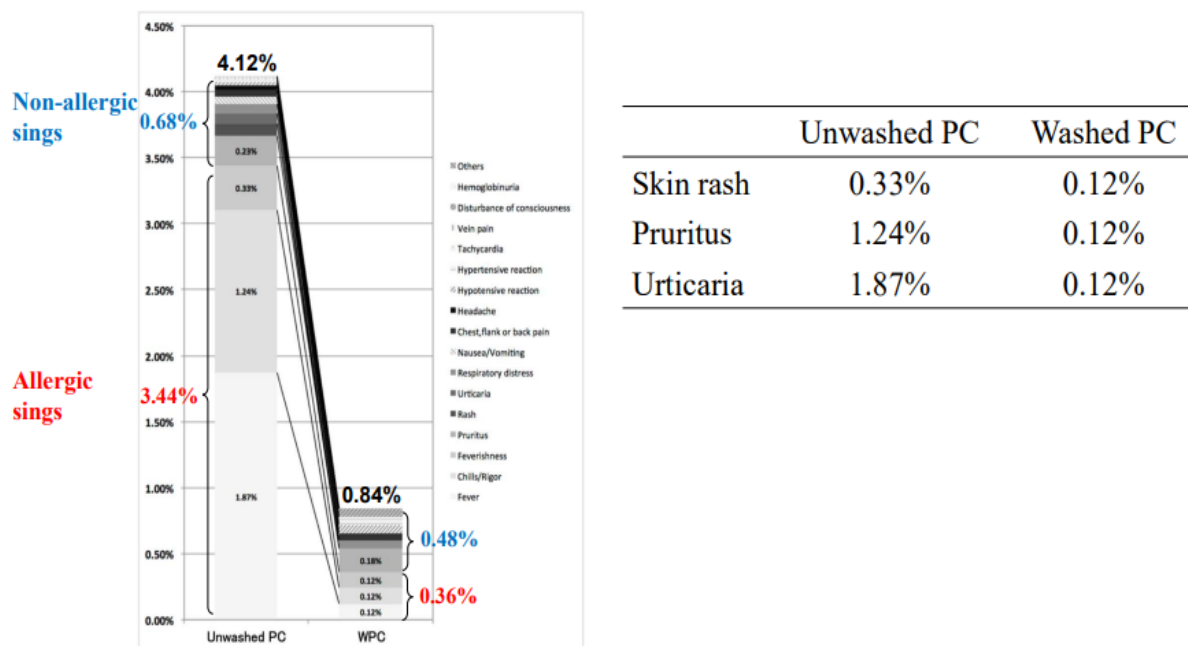 4.50%
4.12%
4.00%
Non-allergic
sings
0.68%
3.50%
0.23%
0.33%
3.00%
2.50%
1.24%
2.00%
Allergic
sings
3.44%
1.50%
1.87%
1.00%
0.84%
0.50%
0.48%
0.18%
0.12%
0.12%
0.12%
0.36%
0.00%
Unwashed PC
WPC
Others
Hemoglobinuria
Disturbance of consciousness
Vein pain
Tachycardia
Hypertensive reaction
Hypotensive reaction
Headache
Chest,flank or back pain
Nausea/Vomiting
Respiratory distress
Urticaria
Rash
Pruritus
Feverishness
Chills/Rigor
Fever
Unwashed PC Washed PC
Skin rash 0.33% 0.12%
Pruritus 1.24% 0.12%
Urticaria 1.87% 0.12%